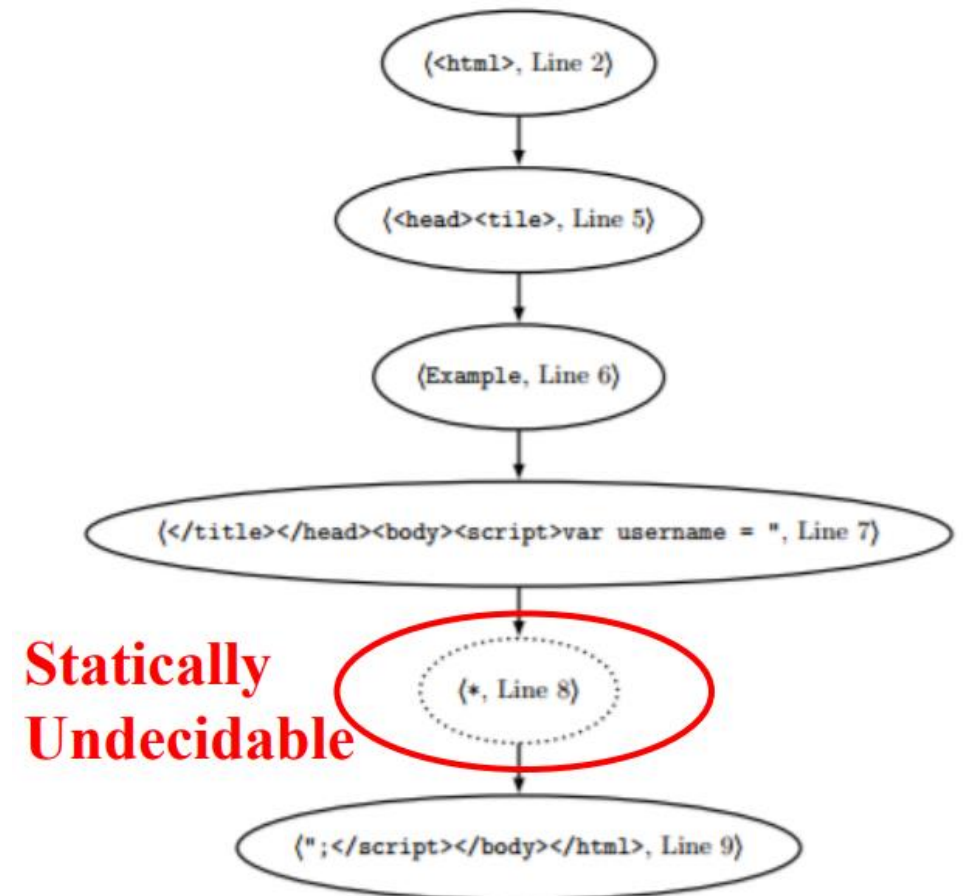 ⟨<html>, Line 2⟩
⟨<head><tile>, Line 5⟩
⟨Example, Line 6⟩
⟨</title></head><body><script>var username = ", Line 7⟩
Statically
Undecidable
⟨*, Line 8⟩
⟨";</script></body></html>, Line 9⟩